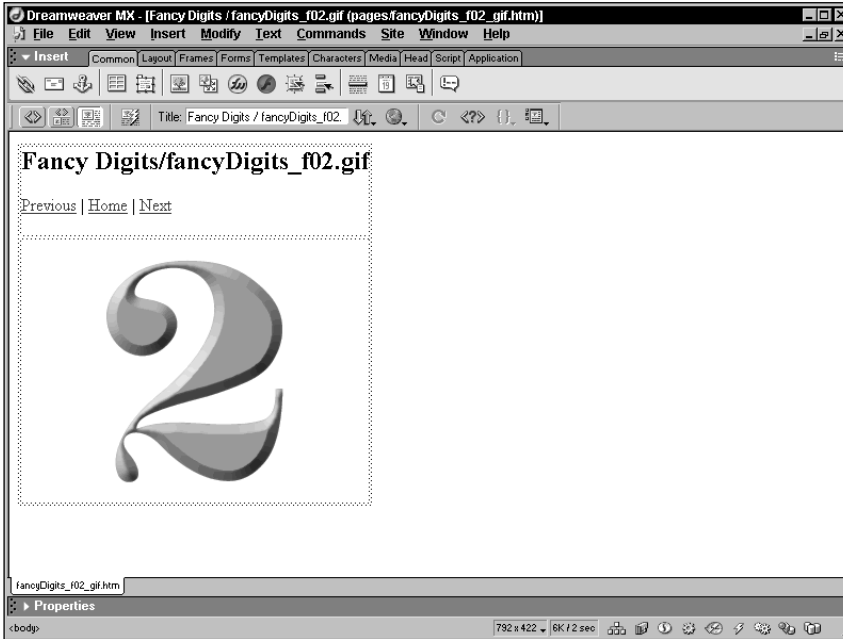 Dreamweaver MX - [Fancy Digits / fancyDigits_f02.gif (pages/fancyDigits_f02_gif.htm)]
File Edit View Insert Modify Text Commands Site Window Help
Insert Common Layout Frames Forms Templates Characters Media Head Script Application
19
Title: Fancy Digits / fancyDigits_f02.
Fancy Digits/fancyDigits_f02.gif
Previous | Home | Next
2
fancyDigits_f02_gif.htm
Properties
<body> 792 x 422 6K / 2 sec